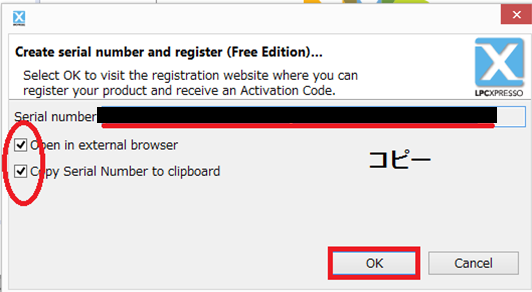 XPRESSO
Create serial number and register (Free Edition)...
Select OK to visit the registration website where you can
register your product and receive an Activation Code.
X
LPCXPRESSO
Serial number
Open in external browser
Copy Serial Number to clipboard
コピー
OK
Cancel